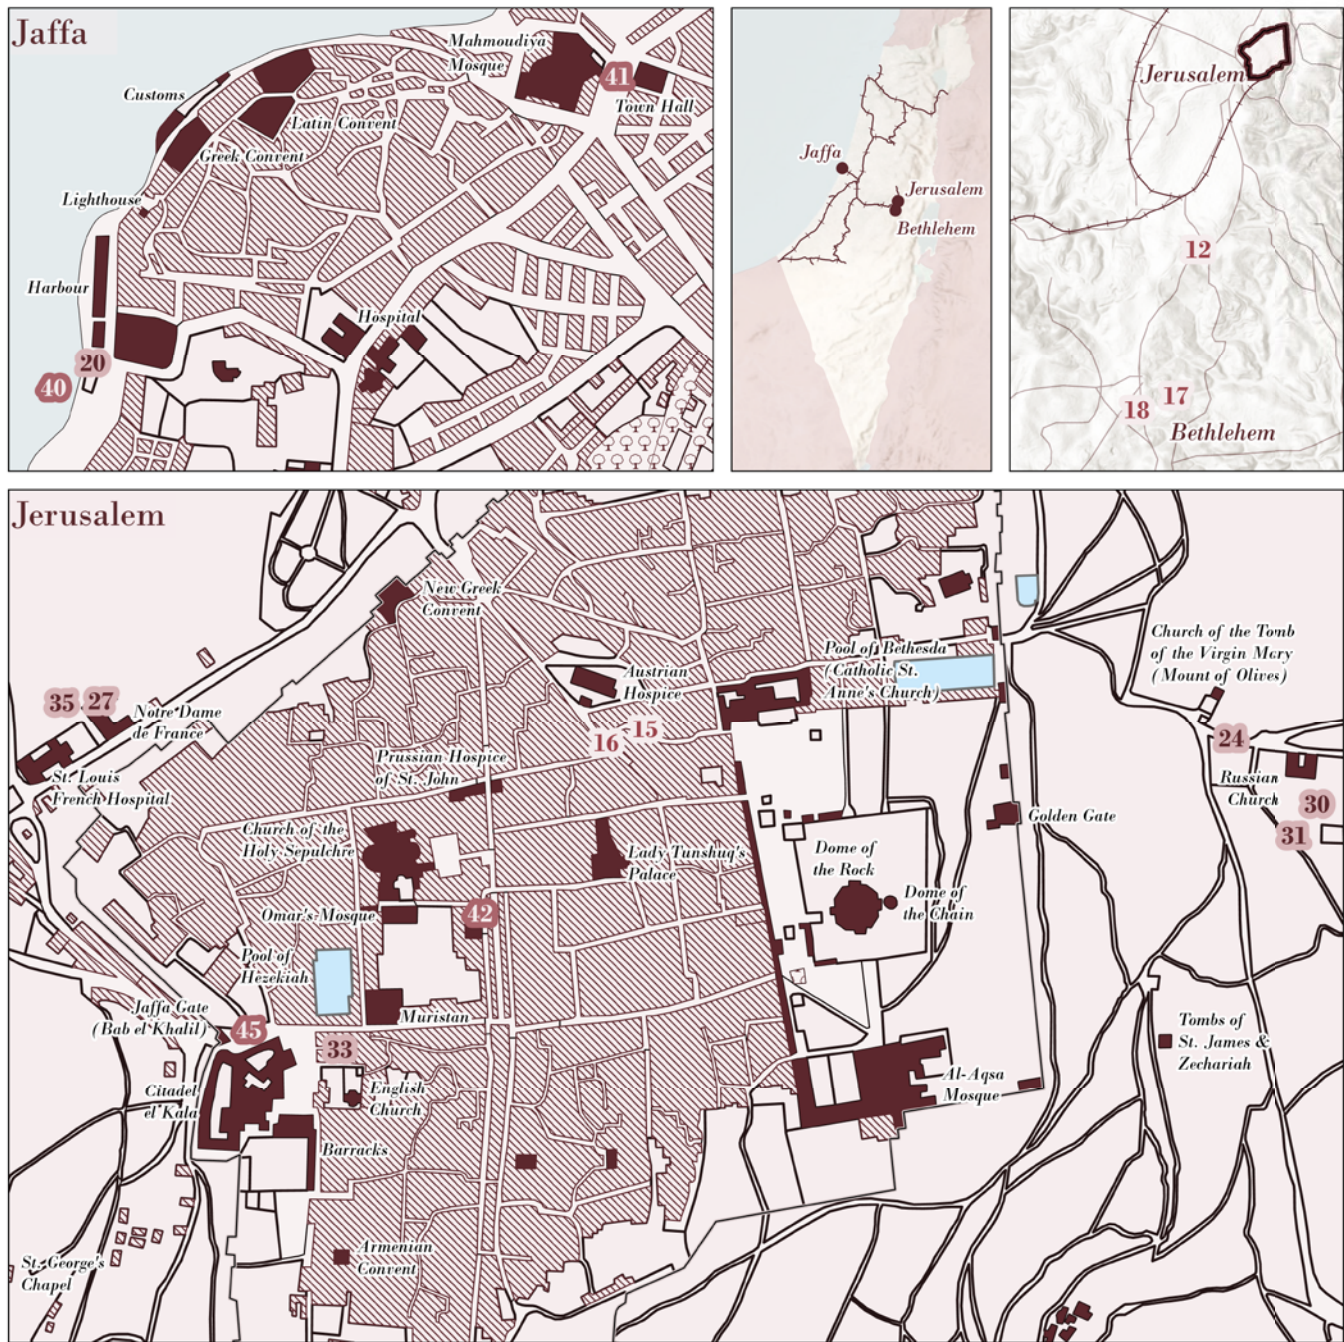 Jaffa
Mahmoudiya
Mosque
41
Town Hall
Customs
Latin Convent
Greek Convent
Lighthouse
Harbour
Hospital
20
40
Jaffa
Jerusalem
Bethlehem
Jerusalem
12
17
18
Bethlehem
Jerusalem
New Greek
Convent
Pool of Bethesda
(Catholic St.
Anne's Church)
Church of the Tomb
of the Virgin Mary
(Mount of Olives)
Austrian
Hospice
35
27
Notre Dame
de France
15
16
24
Prussian Hospice
of St. John
St. Louis
French Hospital
Russian
Church
30
31
Golden Gate
Church of the
Holy Sepulchre
Lady Tunshuq's
Palace
Dome of
the Rock
Dome of
the Chain
Omar's Mosque
42
Pool of
Hezekiah
Jaffa Gate
(Bab el Khalil)
45
Muristan
33
Tombs of
St. James &
Zechariah
Citadel
el Kala
English
Church
Al-Aqsa
Mosque
Barracks
Armenian
Convent
St. George's
Chapel